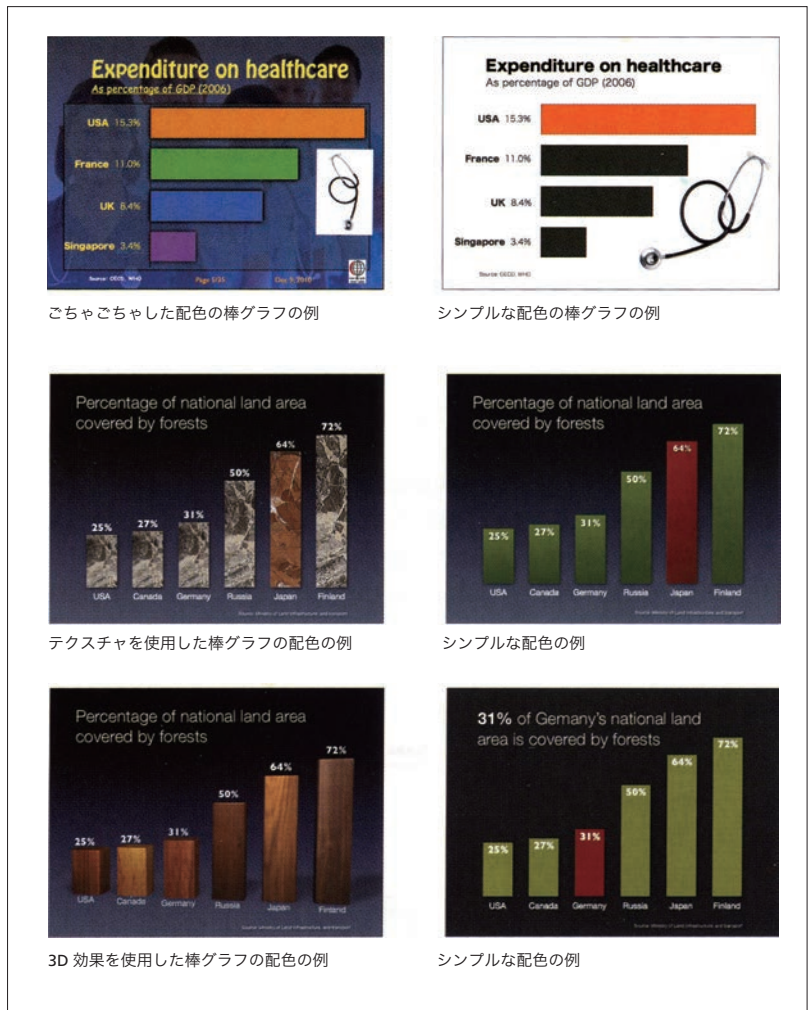 Expenditure on healthcare
As percentage of GDP (2006)
USA 15.3%
France 11.0%
UK 8.4%
Singapore 3.4%
Source: OECD, WHO
Page 5/25
ごちゃごちゃした配色の棒グラフの例
Expenditure on healthcare
As percentage of GDP (2006)
USA 15.3%
France 11.0%
UK 8.4%
Singapore 3.4%
Source: OECD, WHO
シンプルな配色の棒グラフの例
Percentage of national land area
covered by forests
25% 27% 31% 50% 64% 72%
USA Canada Germany Russia Japan Finland
テクスチャを使用した棒グラフの配色の例
Percentage of national land area
covered by forests
25% 27% 31% 50% 64% 72%
USA Canada Germany Russia Japan Finland
シンプルな配色の例
Percentage of national land area
covered by forests
25% 27% 31% 50% 64% 72%
USA Canada Germany Russia Japan Finland
3D 効果を使用した棒グラフの配色の例
31% of Gemany's national land
area is covered by forests
25% 27% 31% 50% 64% 72%
USA Canada Germany Russia Japan Finland
シンプルな配色の例